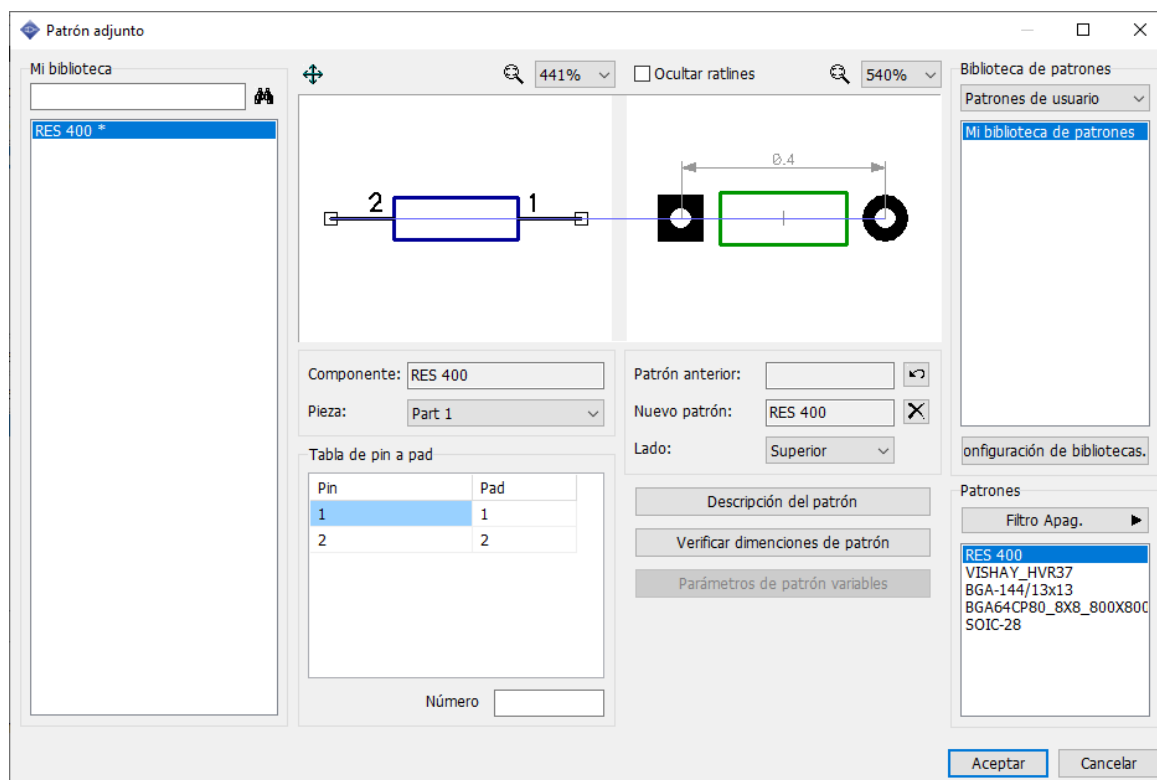 Patrón adjunto
Mi biblioteca
RES 400 *
441%
Ocultar ratlines
540%
2
1
0.4
Componente:
RES 400
Pieza:
Part 1
Tabla de pin a pad
Pin
Pad
1
1
2
2
Número
Patrón anterior:
Nuevo patrón:
RES 400
Lado:
Superior
Descripción del patrón
Verificar dimenciones de patrón
Parámetros de patrón variables
Biblioteca de patrones
Patrones de usuario
Mi biblioteca de patrones
onfiguración de bibliotecas.
Patrones
Filtro Apag.
RES 400
VISHAY_HVR37
BGA-144/13x13
BGA64CP80_8X8_800X800
SOIC-28
Aceptar
Cancelar